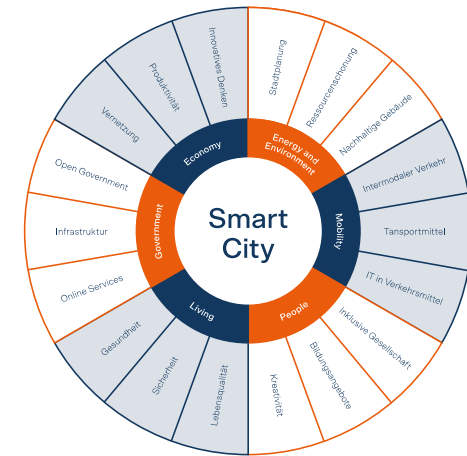 Smart
City
Energy and
Environment
Mobility
People
Living
Government
Economy
Stadtplanung
Ressourcenschonung
Nachhaltige Gebäude
Intermodaler Verkehr
Tansportmittel
IT in Verkehrsmittel
Inklusive Gesellschaft
Bildungsangebote
Kreativität
Lebensqualität
Sicherheit
Gesundheit
Online Services
Infrastruktur
Open Government
Vernetzung
Produktivität
Innovatives Denken